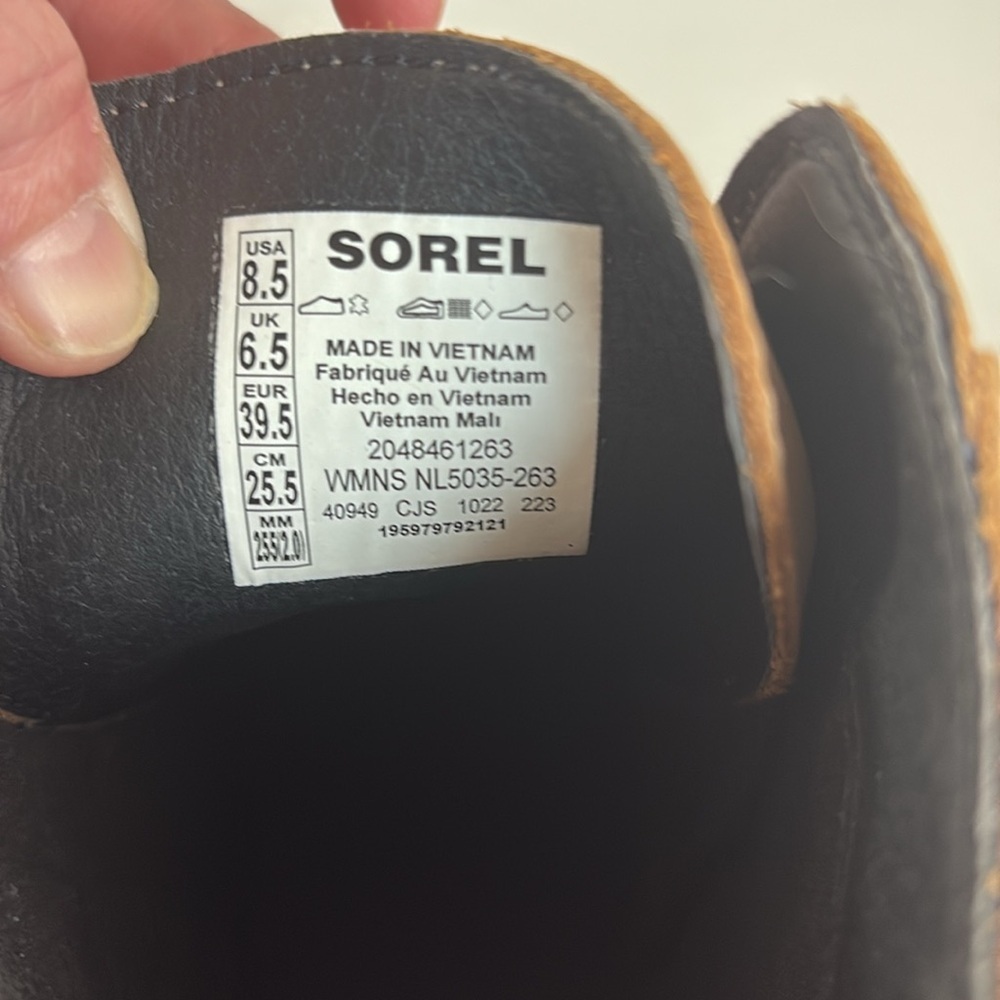 USA
8.5
UK
6.5
EUR
39.5
CM
25.5
MM
255(2.0)
SOREL
MADE IN VIETNAM
Fabriqué Au Vietnam
Hecho en Vietnam
Vietnam Malı
2048461263
WMNS NL5035-263
40949 CJS 1022 223
195979792121